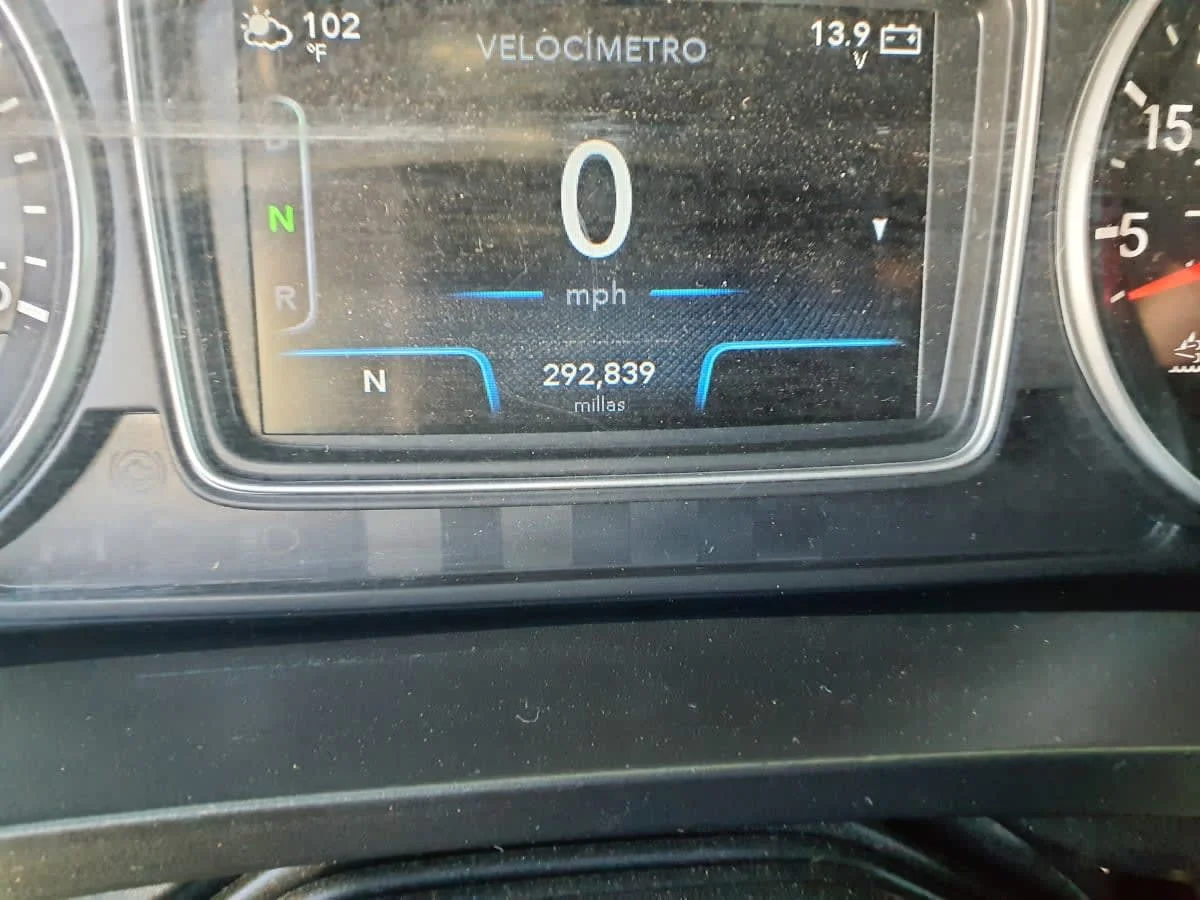 102
°F
VELOCÍMETRO
13.9
V
D
N
R
0
mph
N
292,839
millas
15
5